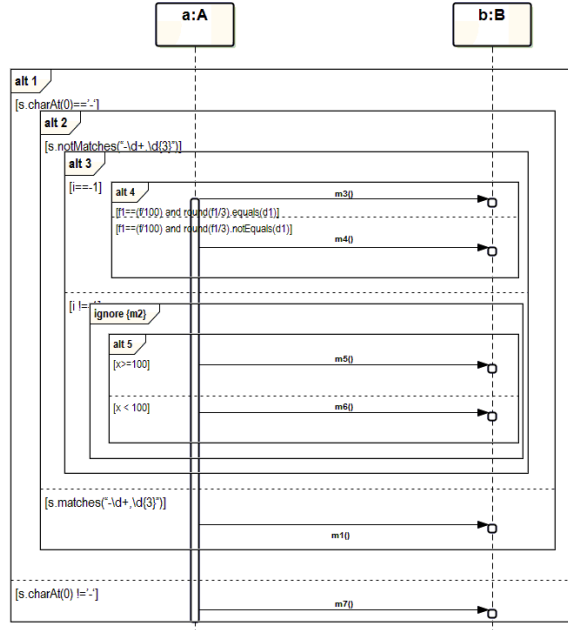 a:A
b:B
alt 1
[s.charAt(0)=='-']
alt 2
[s.notMatches("-\d+,\d{3}")]
alt 3
[i==-1]
alt 4
m3()
[f1==(f/100) and round(f1/3).equals(d1)]
[f1==(f/100) and round(f1/3).notEquals(d1)]
m4()
[i !=
ignore {m2}
alt 5
[x>=100]
m5()
[x < 100]
m6()
[s.matches("-\d+,\d{3}")]
m1()
[s.charAt(0) !='-']
m7()